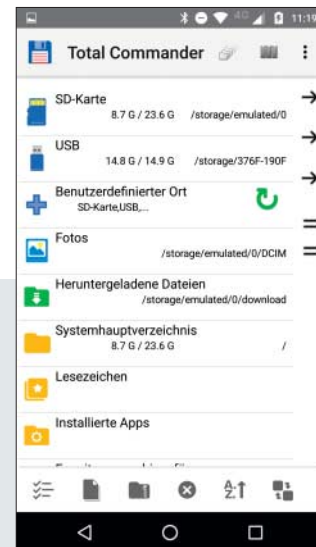 4G 11:19
Total Commander
SD-Karte
8.7 G / 23.6 G /storage/emulated/0
USB
14.8 G / 14.9 G /storage/376F-190F
Benutzerdefinierter Ort
SD-Karte,USB,...
Fotos
/storage/emulated/0/DCIM
Heruntergeladene Dateien
/storage/emulated/0/download
Systemhauptverzeichnis
8.7 G / 23.6 G /
Lesezeichen
Installierte Apps
A
Z